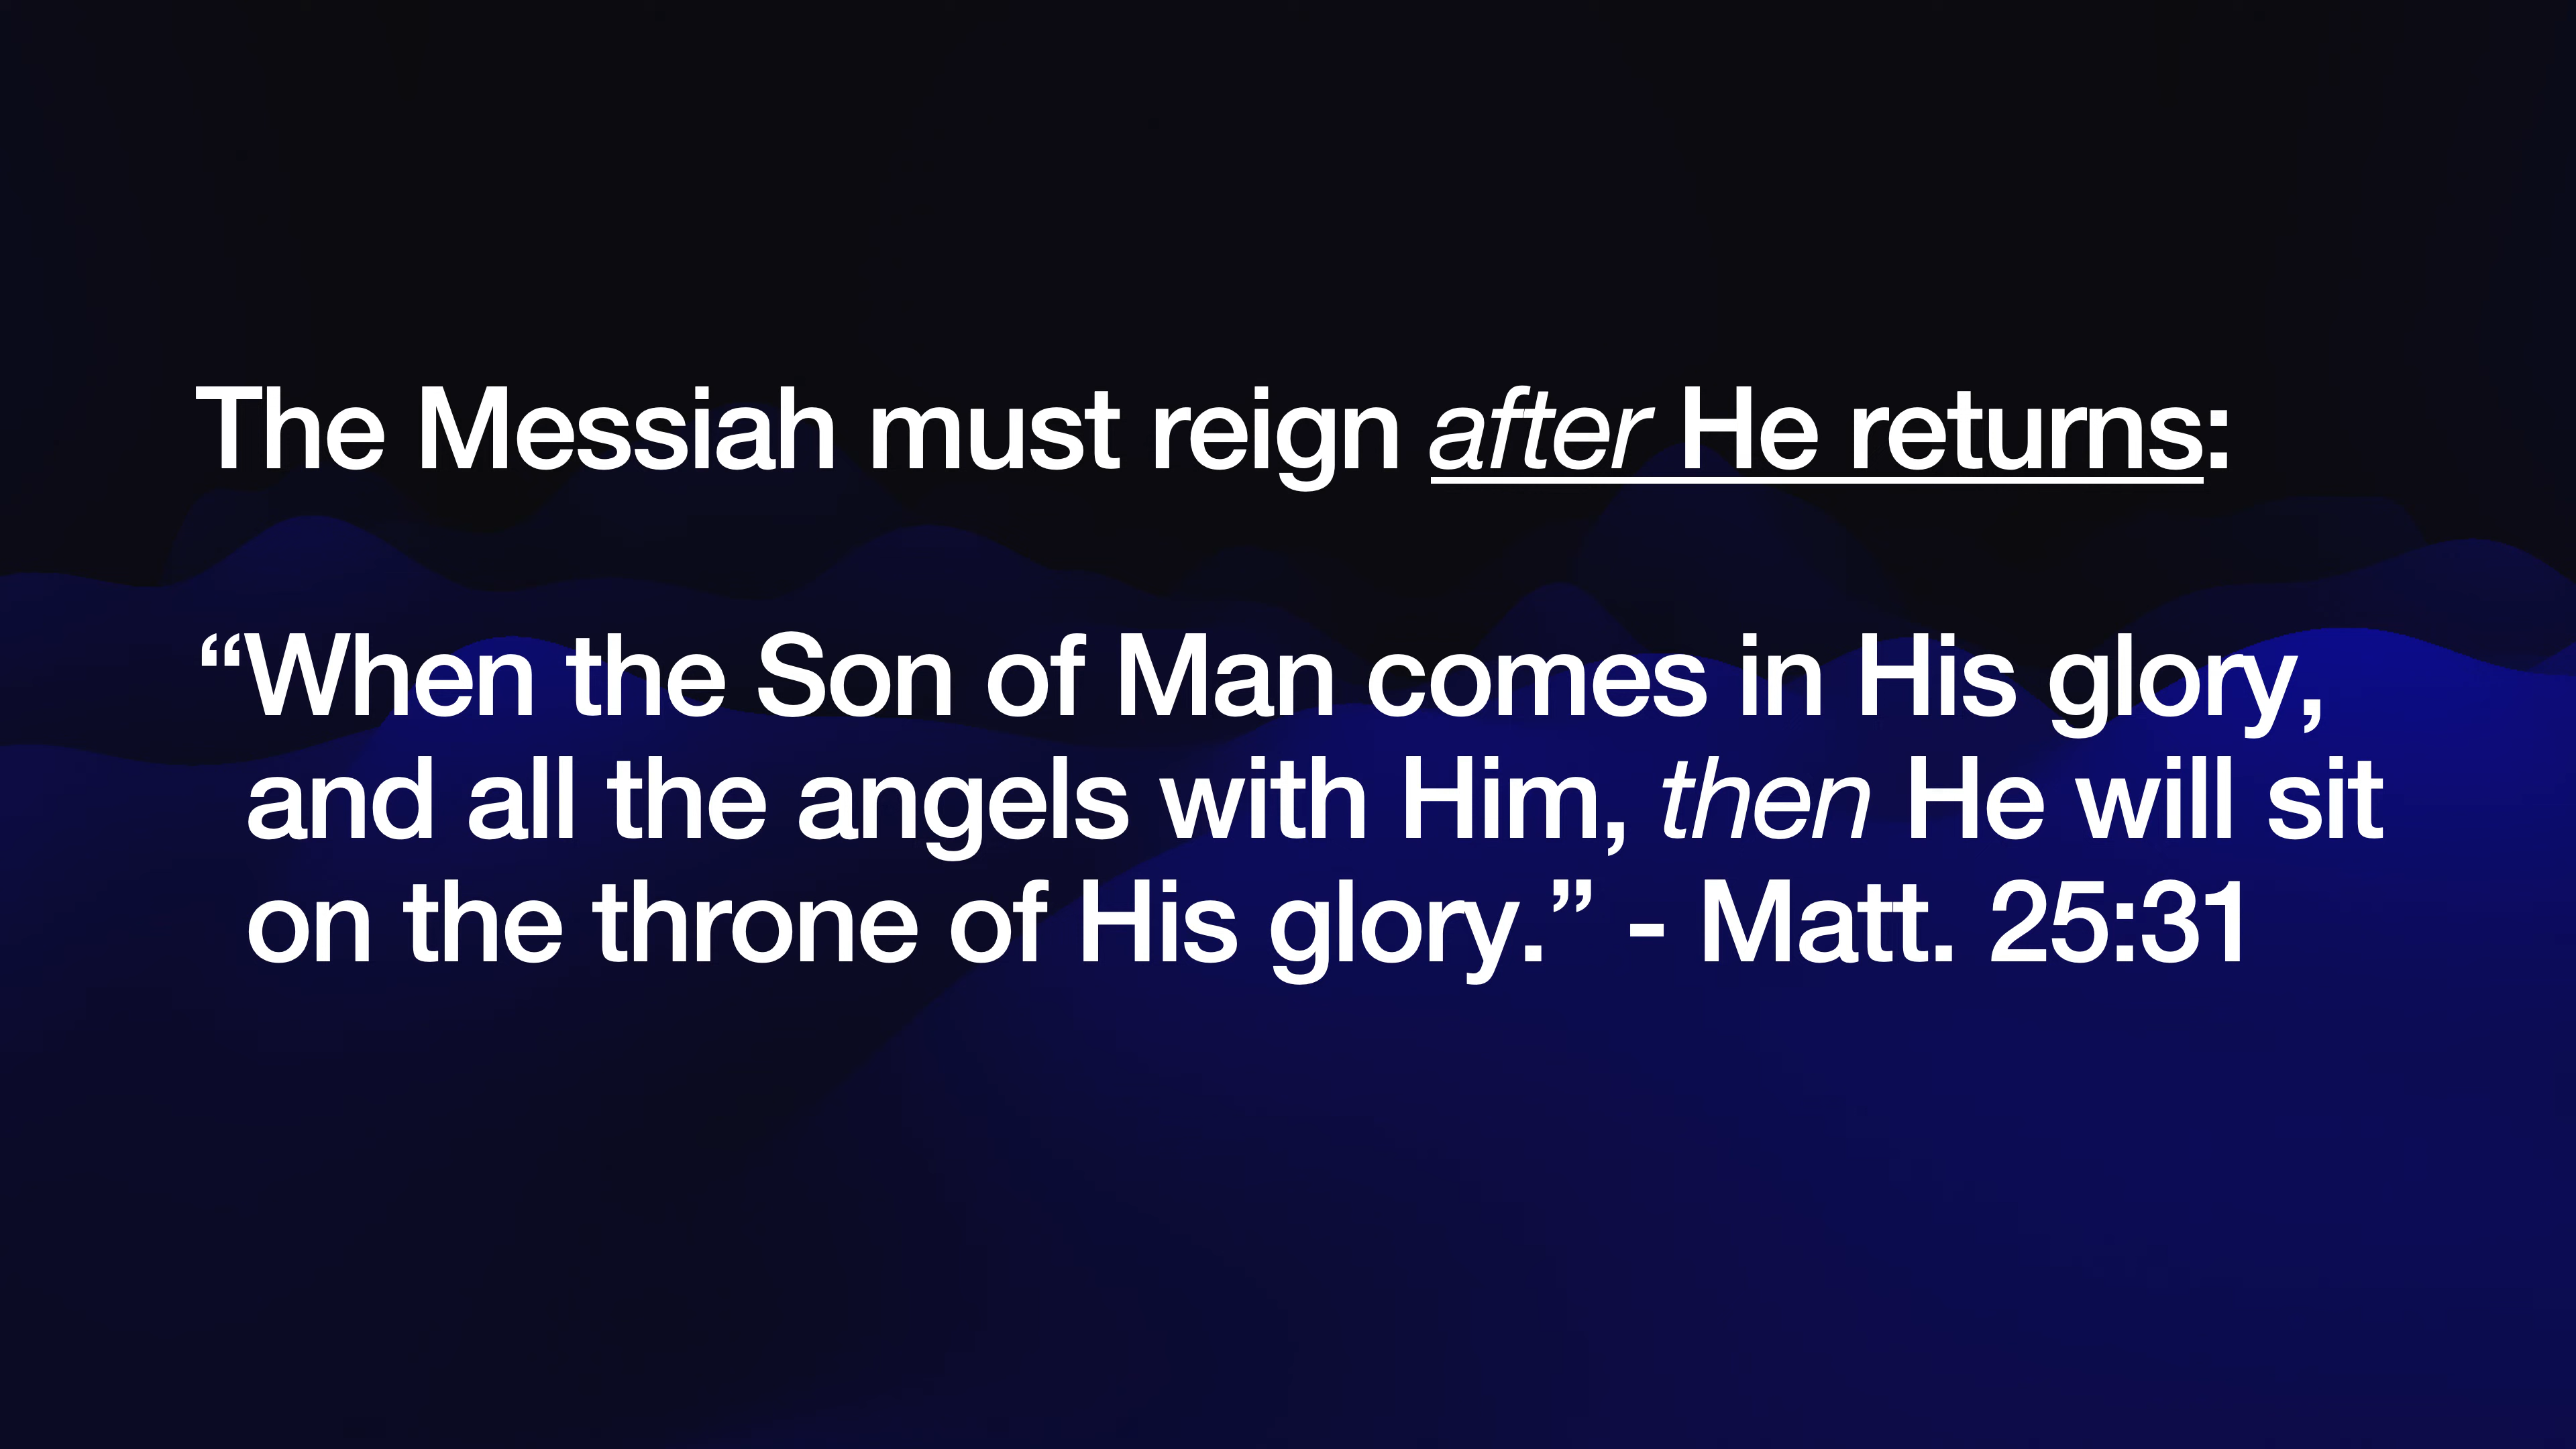 The Messiah must reign after He returns:
“When the Son of Man comes in His glory,
and all the angels with Him, then He will sit
on the throne of His glory.” - Matt. 25:31